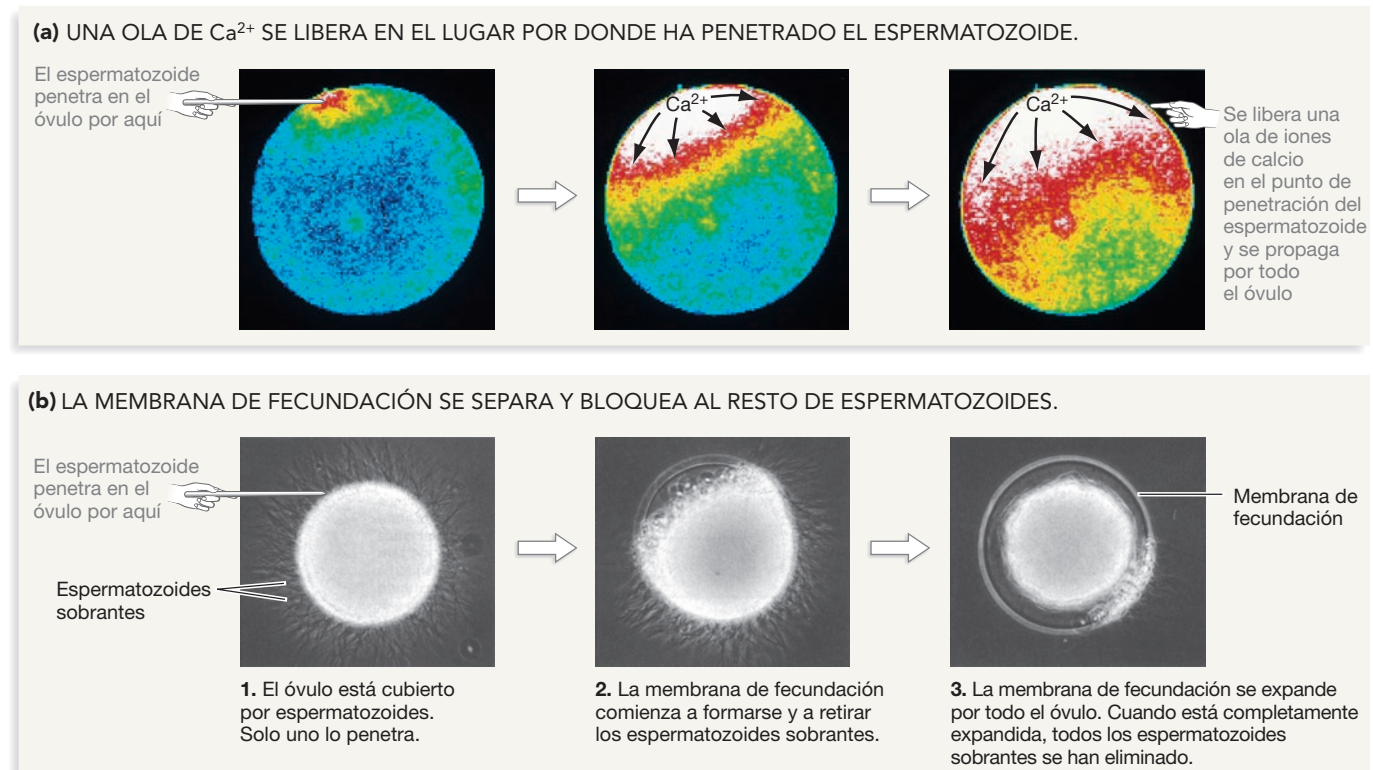 (a) UNA OLA DE Ca²⁺ SE LIBERA EN EL LUGAR POR DONDE HA PENETRADO EL ESPERMATOZOIDE.
El espermatozoide
penetra en el
óvulo por aquí
Ca²⁺
Ca²⁺
Se libera una
ola de iones
de calcio
en el punto de
penetración del
espermatozoide
y se propaga
por todo
el óvulo
(b) LA MEMBRANA DE FECUNDACIÓN SE SEPARA Y BLOQUEA AL RESTO DE ESPERMATOZOIDES.
El espermatozoide
penetra en el
óvulo por aquí
Espermatozoides
sobrantes
Membrana de
fecundación
1. El óvulo está cubierto
por espermatozoides.
Solo uno lo penetra.
2. La membrana de fecundación
comienza a formarse y a retirar
los espermatozoides sobrantes.
3. La membrana de fecundación se expande
por todo el óvulo. Cuando está completamente
expandida, todos los espermatozoides
sobrantes se han eliminado.